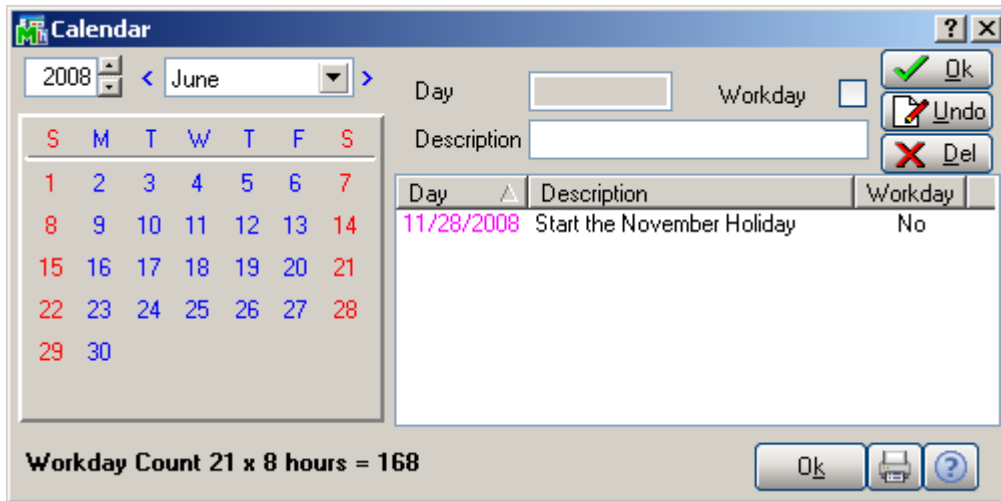 Calendar
2008 < June >
S M T W T F S
1 2 3 4 5 6 7
8 9 10 11 12 13 14
15 16 17 18 19 20 21
22 23 24 25 26 27 28
29 30
Day Workday
Description
Ok
Undo
Del
Day Description Workday
11/28/2008 Start the November Holiday No
Workday Count 21 x 8 hours = 168
Ok